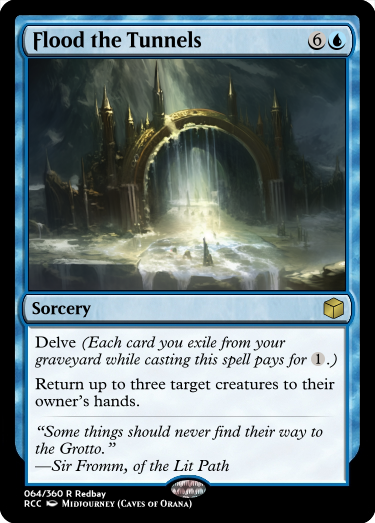 Flood the Tunnels 6
Sorcery
Delve (Each card you exile from your
graveyard while casting this spell pays for 1.)
Return up to three target creatures to their
owner's hands.
“Some things should never find their way to
the Grotto.”
—Sir Fromm, of the Lit Path
064/360 R Redbay
RCC Midjourney (Caves of Orana)